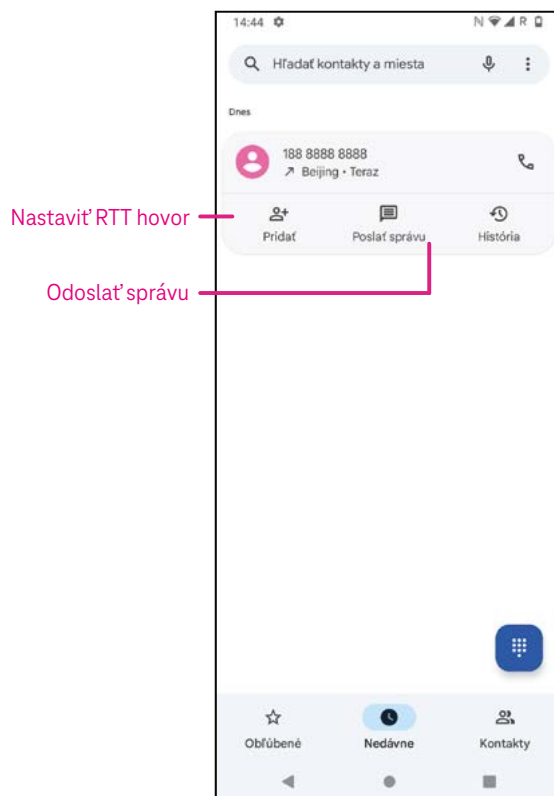 14:44
N R
Hľadať kontakty a miesta
Dnes
188 8888 8888
Beijing • Teraz
Nastaviť RTT hovor
Pridať
Poslať správu
História
Odoslať správu
Obľúbené
Nedávne
Kontakty